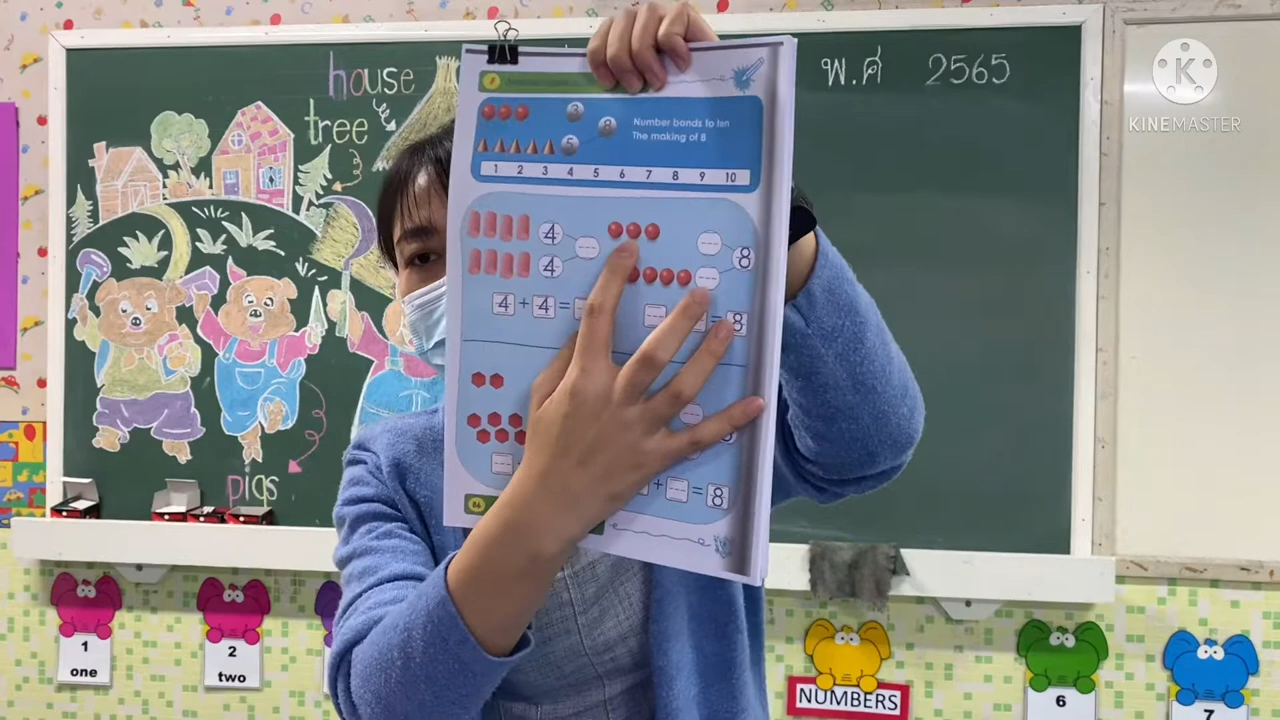 house
tree
pigs
พ.ศ 2565
KINEMASTER
3
8
5
Number bonds to ten
The making of 8
1 2 3 4 5 6 7 8 9 10
4
4
8
4 + 4 =
= 8
+ = 8
1
one
2
two
NUMBERS
6
7